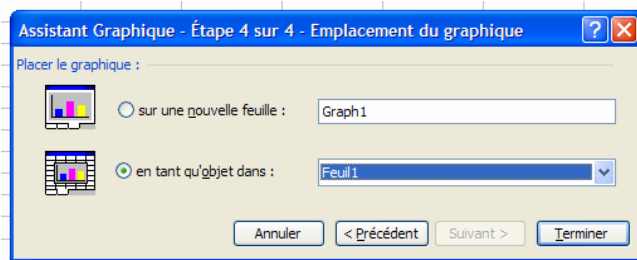 Assistant Graphique - Étape 4 sur 4 - Emplacement du graphique
Placer le graphique :
sur une nouvelle feuille : Graph1
en tant qu'objet dans : Feuil1
Annuler < Précédent Suivant > Terminer